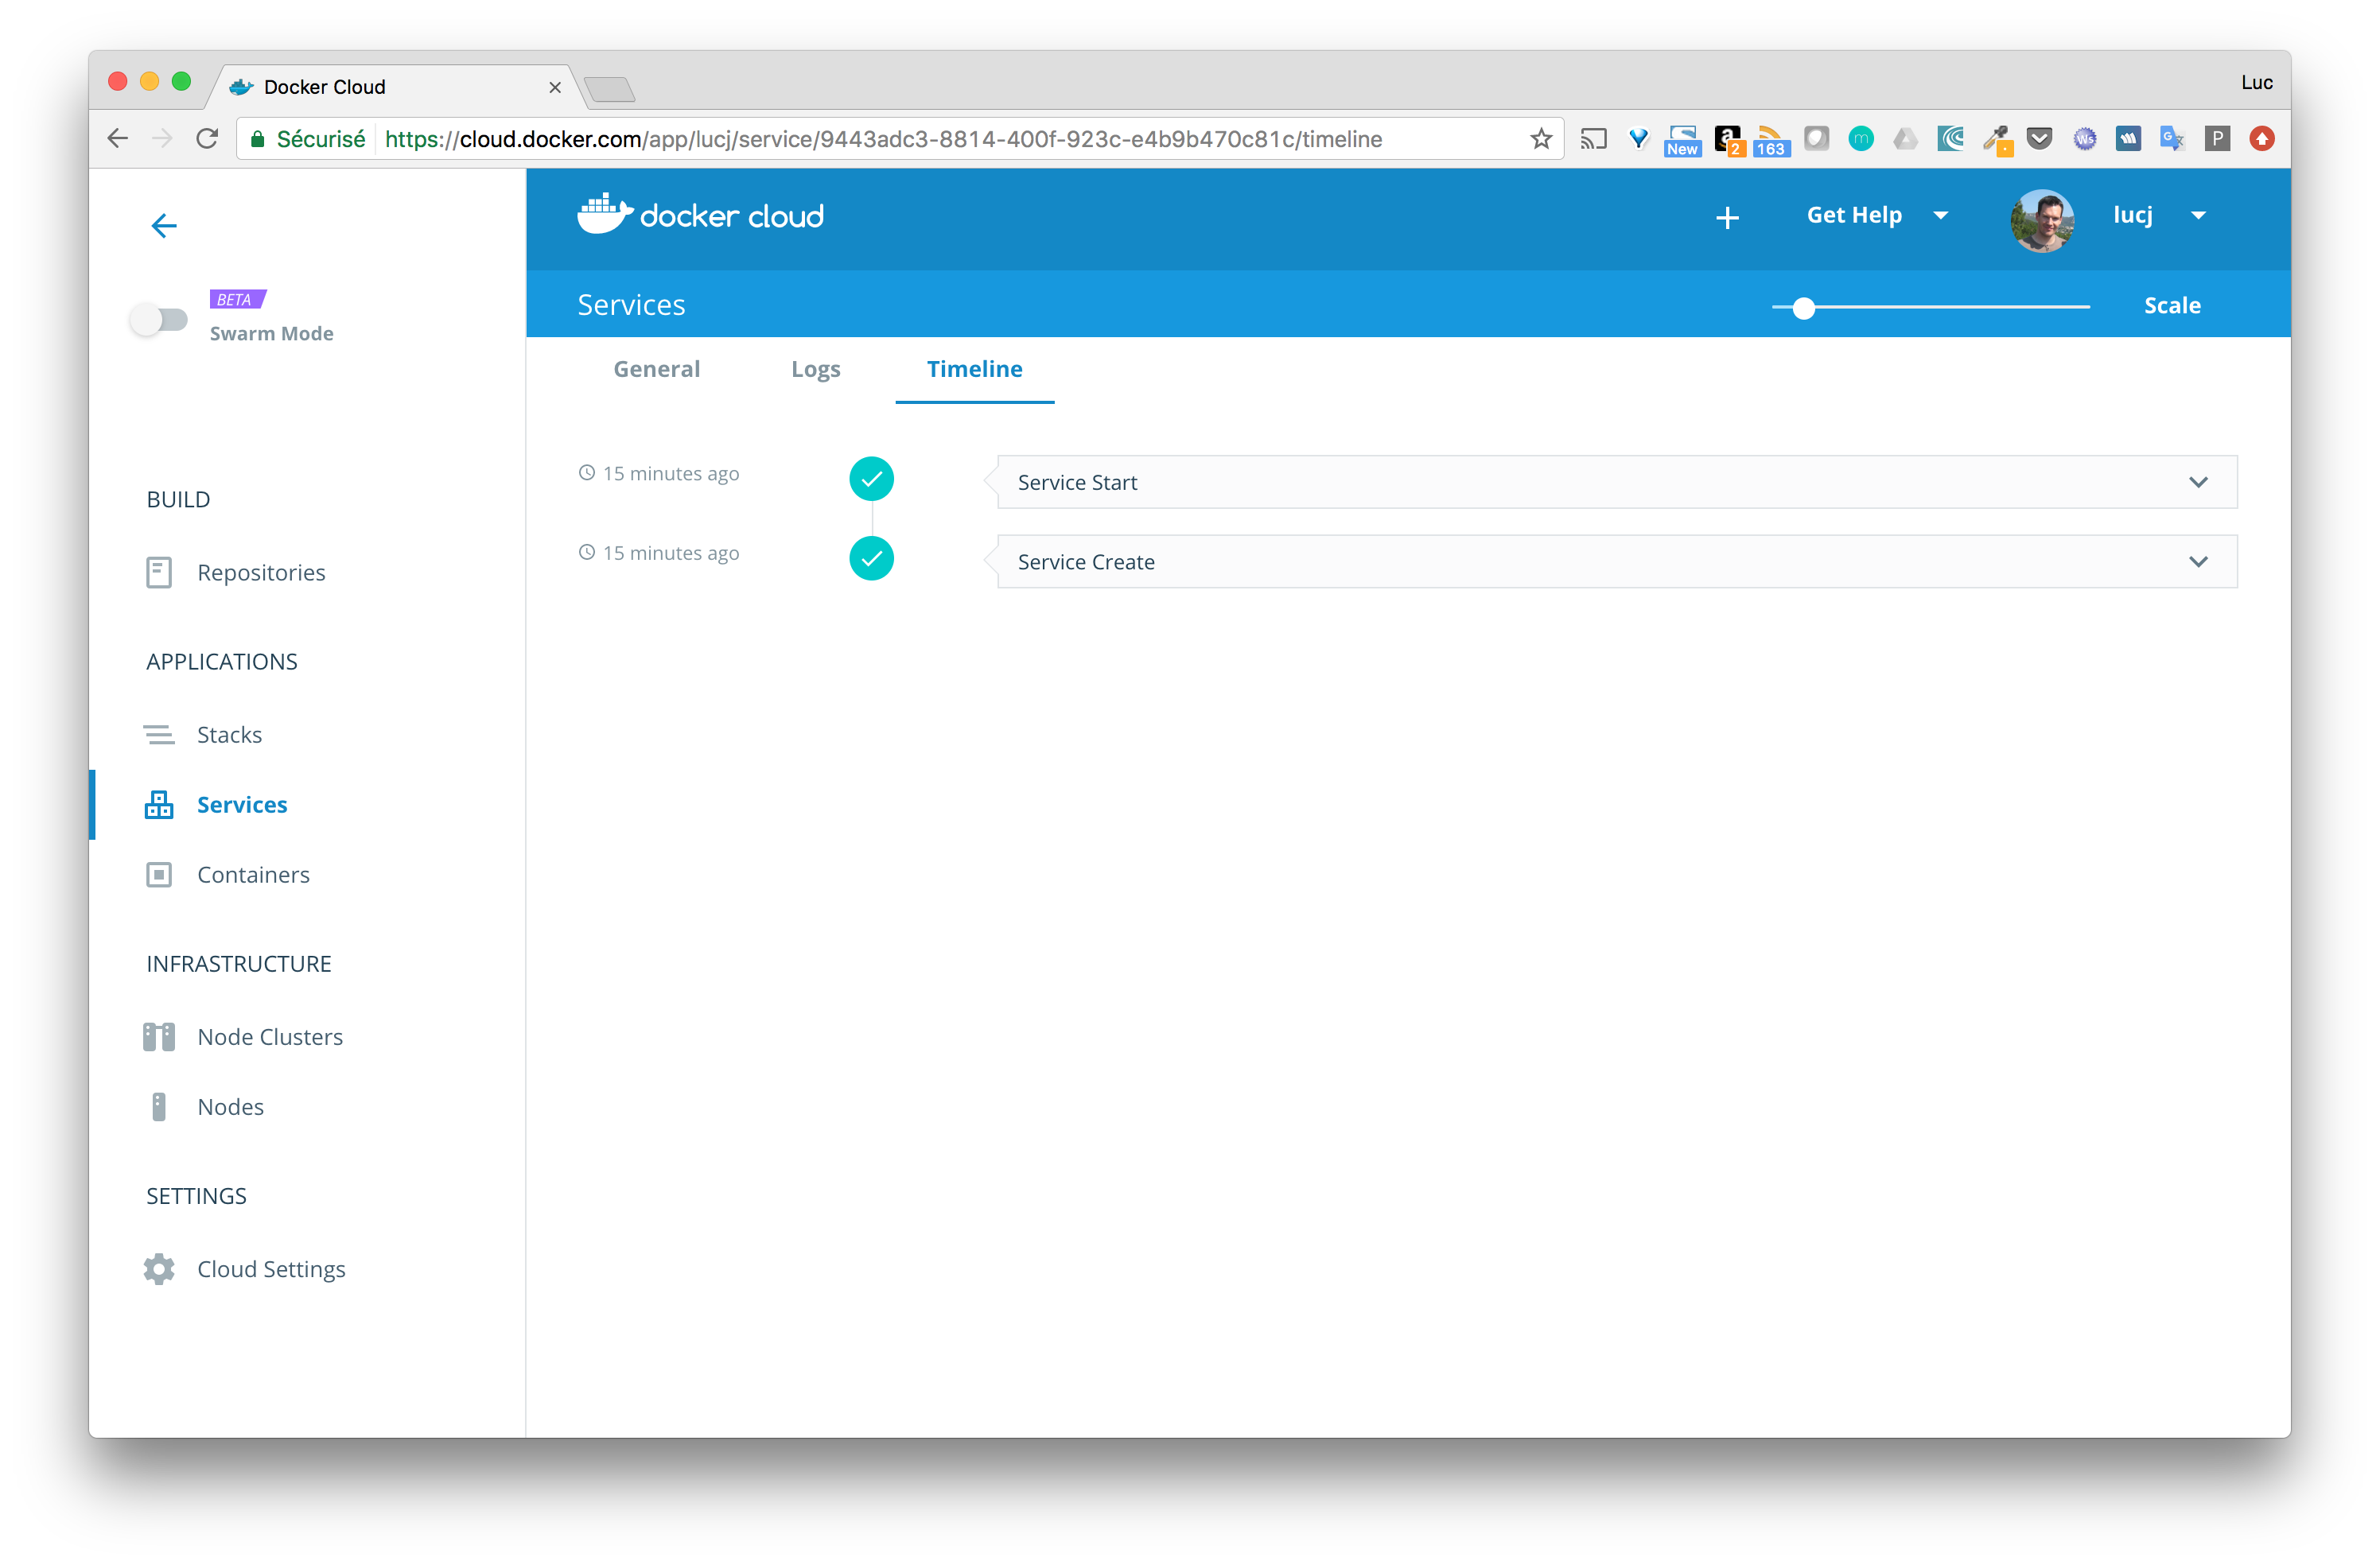 Docker Cloud
Luc
Sécurisé https://cloud.docker.com/app/lucj/service/9443adc3-8814-400f-923c-e4b9b470c81c/timeline
New a 2 163 m Ws G P
docker cloud
Get Help
lucj
BETA
Swarm Mode
Services
Scale
General Logs Timeline
15 minutes ago
Service Start
15 minutes ago
Service Create
BUILD
Repositories
APPLICATIONS
Stacks
Services
Containers
INFRASTRUCTURE
Node Clusters
Nodes
SETTINGS
Cloud Settings